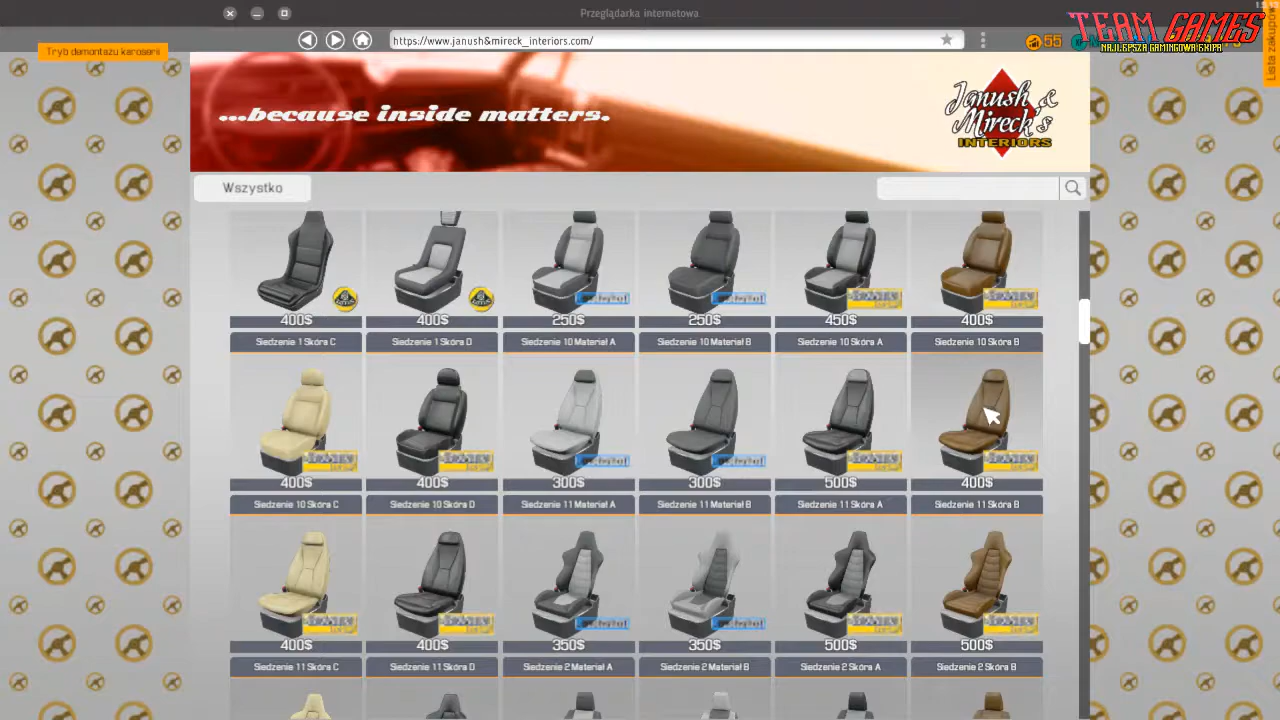 Przeglądarka internetowa
TEAM GAMES
NAJLEPSZA GAMINGOWA EKIPA
https://www.janush&mireck_interiors.com/
55
Tryb demontażu karoserii
Lista zakupów
...because inside matters.
Janush &
Mireck's
INTERIORS
Wszystko
400$ 400$ 250$ 250$ 450$ 400$
Siedzenie 1 Skóra C Siedzenie 1 Skóra D Siedzenie 10 Materiał A Siedzenie 10 Materiał B Siedzenie 10 Skóra A Siedzenie 10 Skóra B
400$ 400$ 300$ 300$ 500$ 400$
Siedzenie 10 Skóra C Siedzenie 10 Skóra D Siedzenie 11 Materiał A Siedzenie 11 Materiał B Siedzenie 11 Skóra A Siedzenie 11 Skóra B
400$ 400$ 350$ 350$ 500$ 500$
Siedzenie 11 Skóra C Siedzenie 11 Skóra D Siedzenie 2 Materiał A Siedzenie 2 Materiał B Siedzenie 2 Skóra A Siedzenie 2 Skóra B